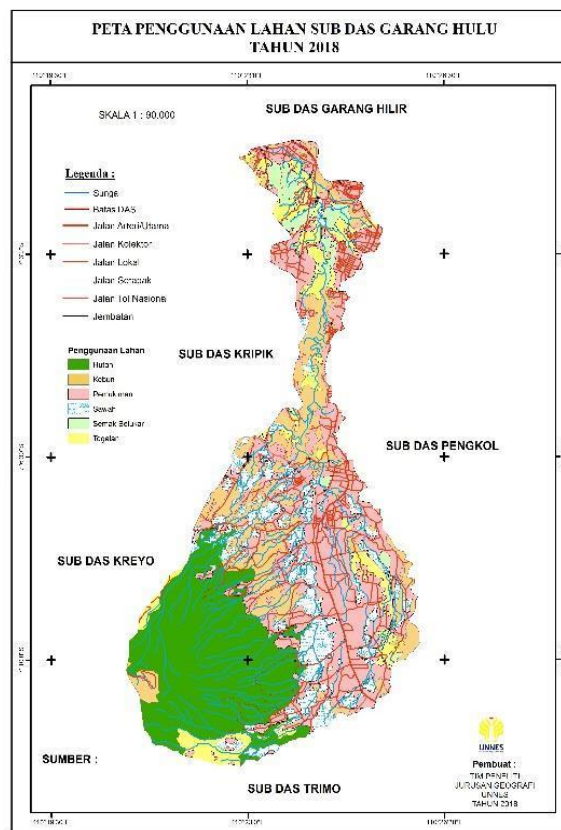 PETA PENGGUNAAN LAHAN SUB DAS GARANG HULU
TAHUN 2018
SKALA 1 : 90.000
SUB DAS GARANG HILIR
Legenda :
Sungai
Batas DAS
Jalan Arteri/Utama
Jalan Kolektor
Jalan Lokal
Jalan Setapak
Jalan Tol Nasional
Jembatan
Penggunaan Lahan
Hutan
Kebun
Pemukiman
Sawah
Semak Belukar
Tegalan
SUB DAS KRIPIK
SUB DAS PENGKOL
SUB DAS KREYO
SUMBER :
SUB DAS TRIMO
UNNES
Pembuat :
TIM PENELITI
JURUSAN GEOGRAFI
UNNES
TAHUN 2018